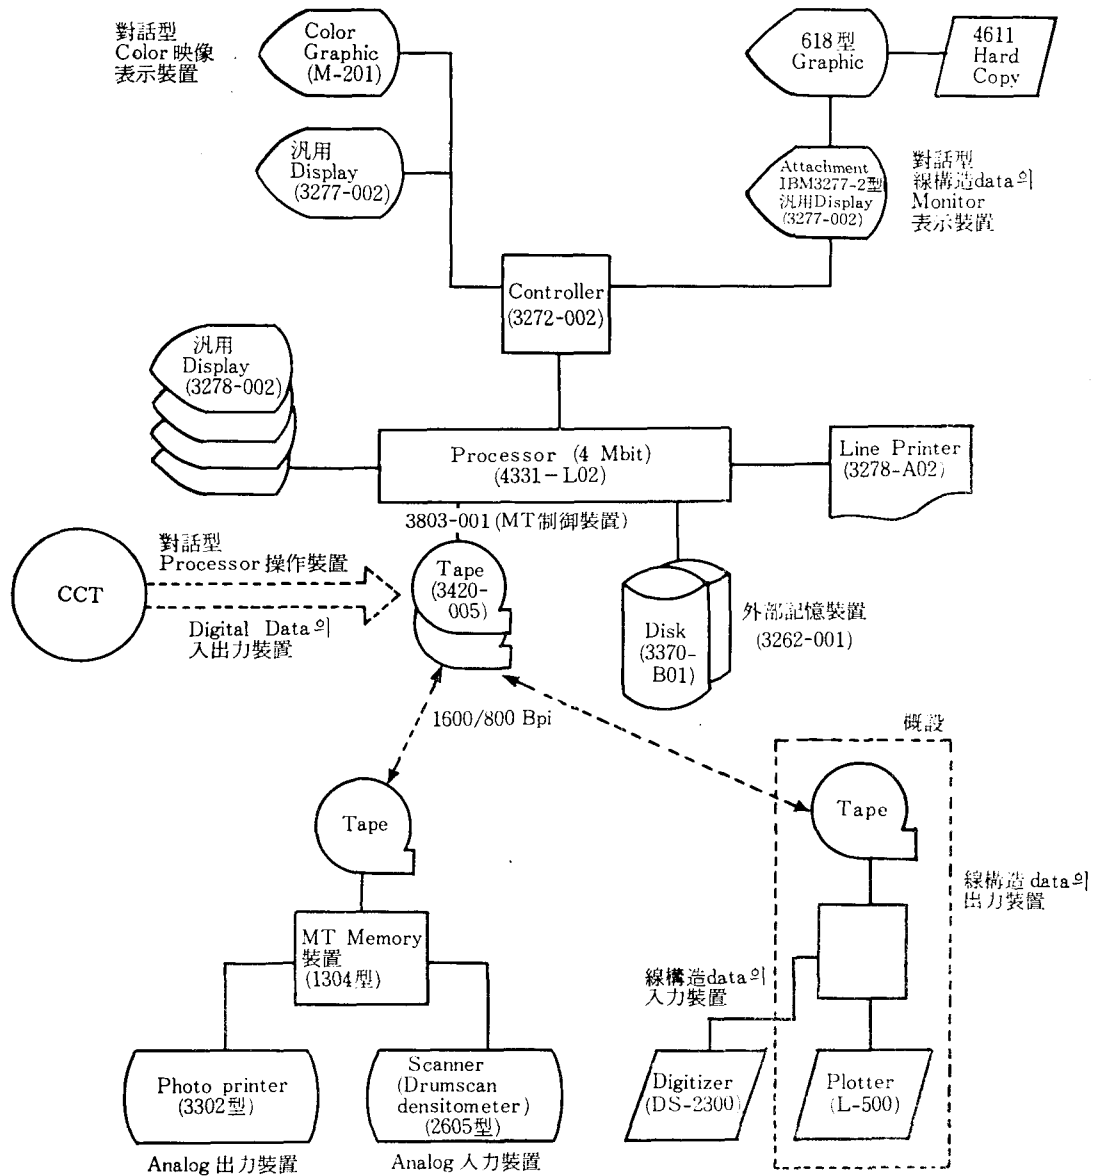 對話型
Color 映像
表示裝置
Color
Graphic
(M-201)
618型
Graphic
4611
Hard
Copy
汎用
Display
(3277-002)
Attachment
IBM3277-2型
汎用Display
(3277-002)
對話型
線構造data의
Monitor
表示裝置
Controller
(3272-002)
汎用
Display
(3278-002)
Processor (4 Mbit)
(4331-L02)
Line Printer
(3278-A02)
3803-001 (MT制御裝置)
CCT
對話型
Processor 操作裝置
Digital Data의
入出力裝置
Tape
(3420-
005)
Disk
(3370-
B01)
外部記憶裝置
(3262-001)
1600/800 Bpi
概設
Tape
Tape
線構造 data의
出力裝置
MT Memory
裝置
(1304型)
線構造data의
入力裝置
Photo printer
(3302型)
Scanner
(Drumscan
densitometer)
(2605型)
Digitizer
(DS-2300)
Plotter
(L-500)
Analog 出力裝置
Analog 入力裝置